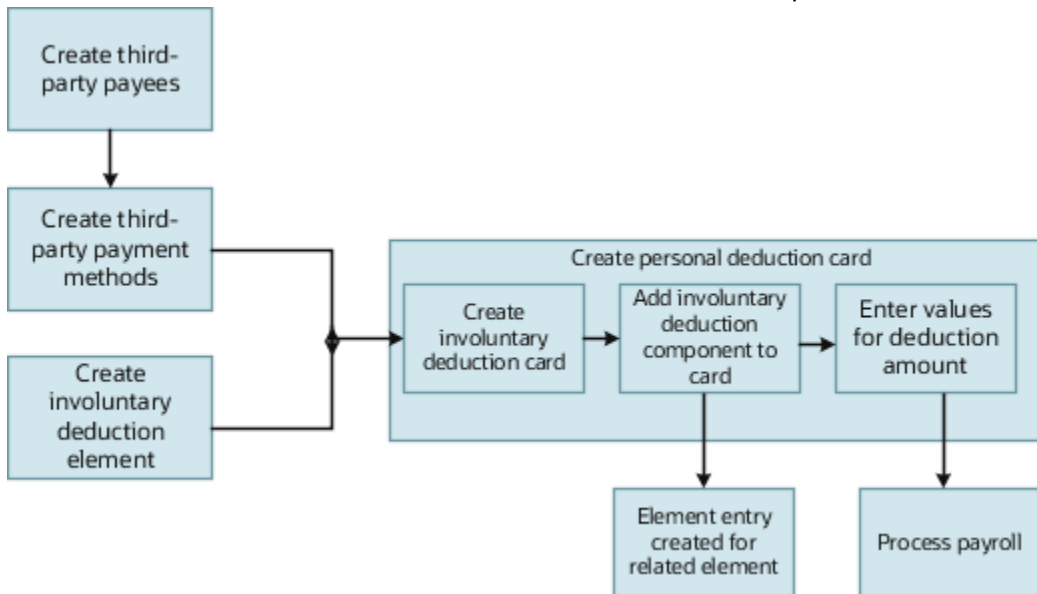 Create third-
party payees
Create third-
party payment
methods
Create
involuntary
deduction
element
Create personal deduction card
Create
involuntary
deduction card
Add involuntary
deduction
component to
card
Enter values
for deduction
amount
Element entry
created for
related element
Process payroll